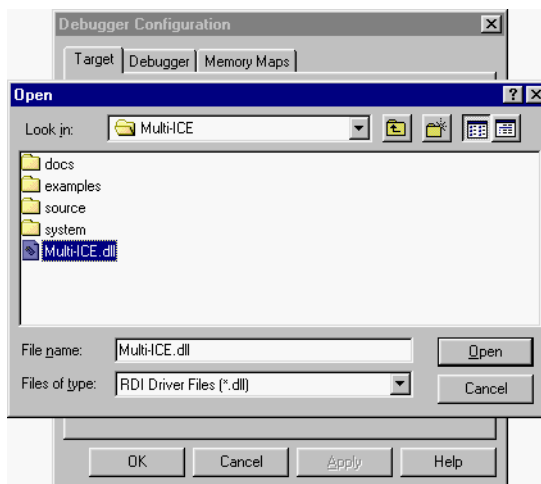 Debugger Configuration
Target Debugger Memory Maps
Open
Look in: Multi-ICE
docs
examples
source
system
Multi-ICE.dll
File name: Multi-ICE.dll Open
Files of type: RDI Driver Files (*.dll) Cancel
OK Cancel Apply Help